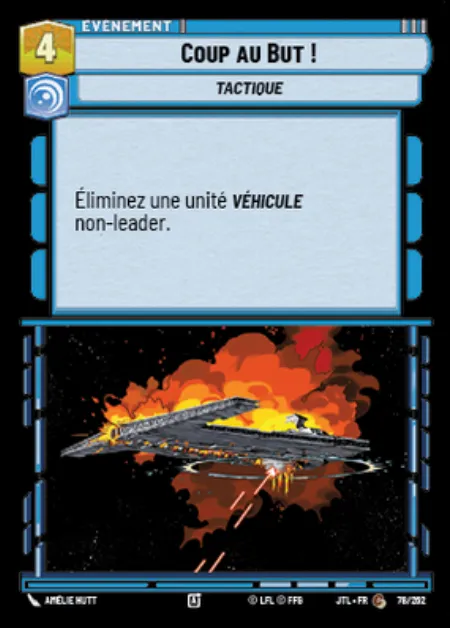 ÉVÉNEMENT
4
COUP AU BUT !
TACTIQUE
Éliminez une unité VÉHICULE
non-leader.
AMÉLIE HUTT
A
© LFL © FFG
JTL • FR
78/262